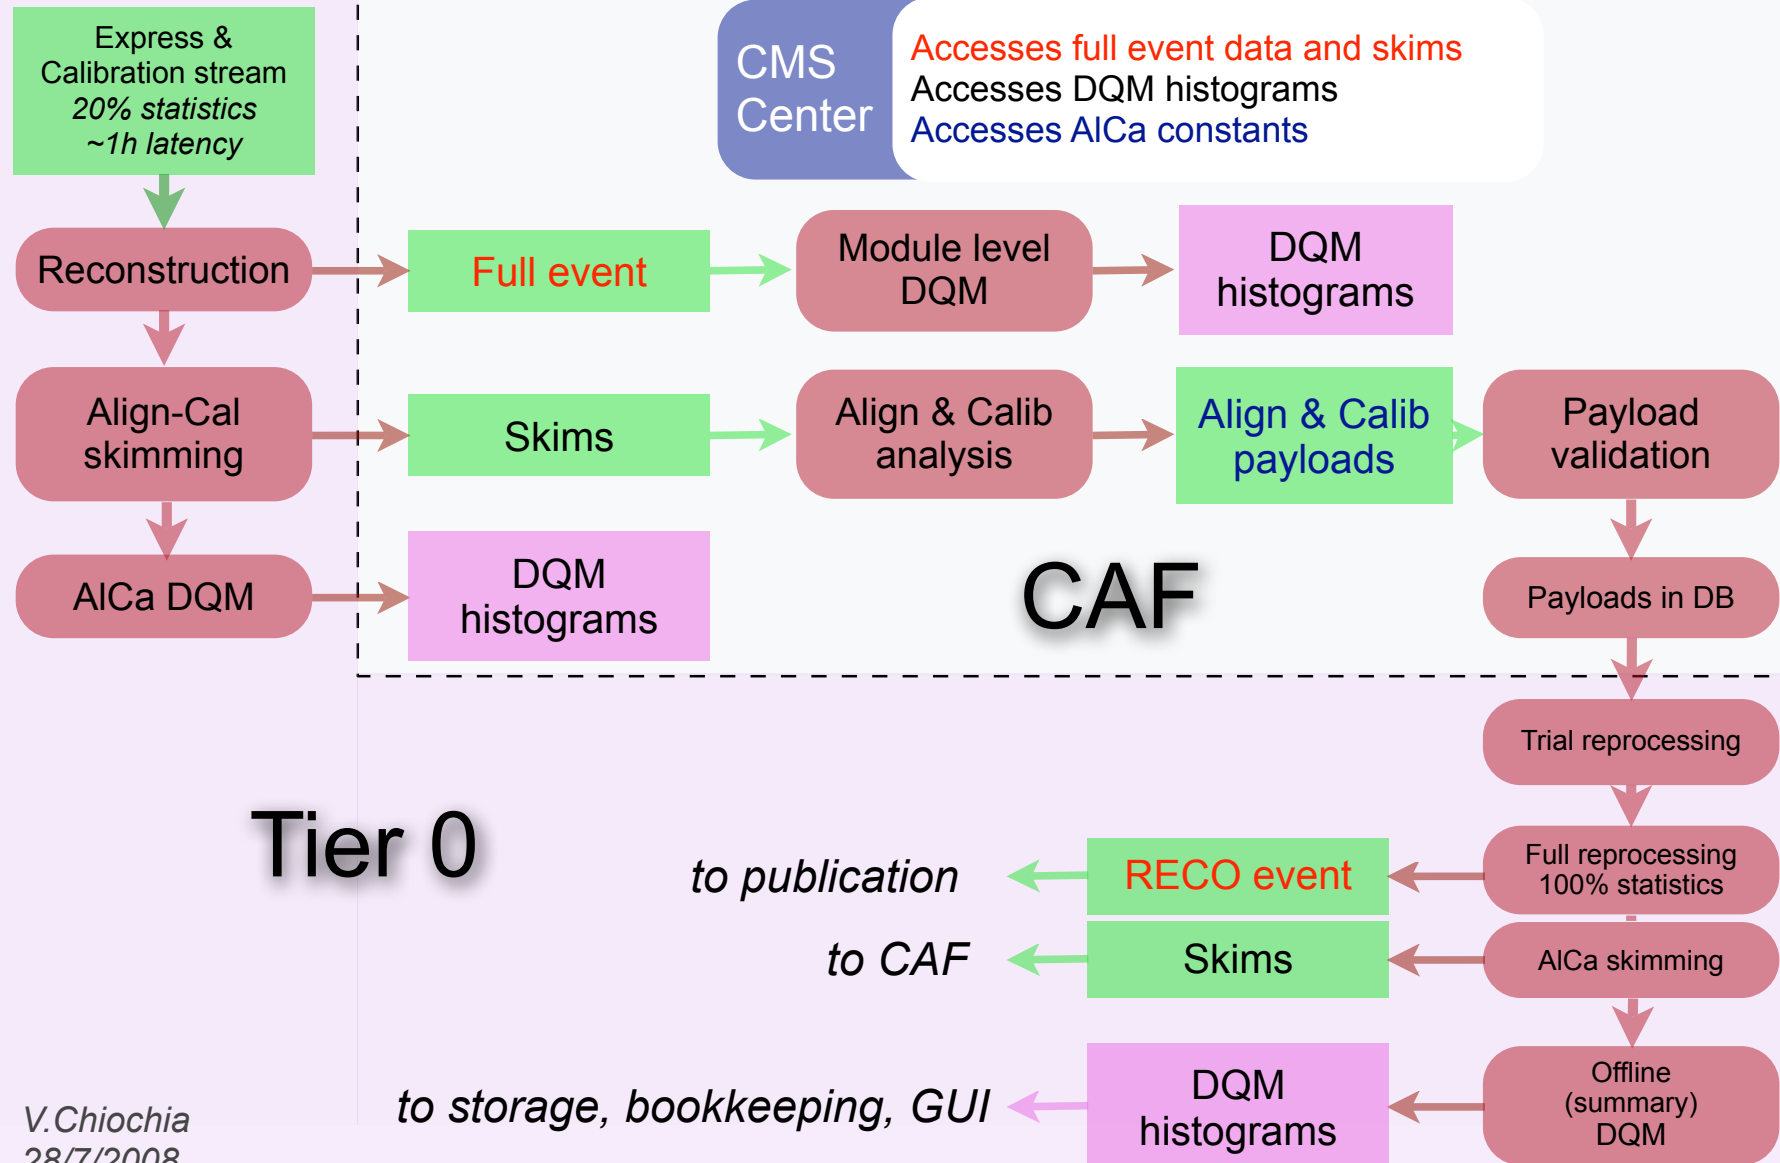 Express &
Calibration stream
20% statistics
~1h latency
CMS
Center
Accesses full event data and skims
Accesses DQM histograms
Accesses AlCa constants
Reconstruction
Full event
Module level
DQM
DQM
histograms
Align-Cal
skimming
Skims
Align & Calib
analysis
Align & Calib
payloads
Payload
validation
AlCa DQM
DQM
histograms
CAF
Payloads in DB
Trial reprocessing
Tier 0
to publication
RECO event
Full reprocessing
100% statistics
to CAF
Skims
AlCa skimming
to storage, bookkeeping, GUI
DQM
histograms
Offline
(summary)
DQM
V.Chiochia
28/7/2008